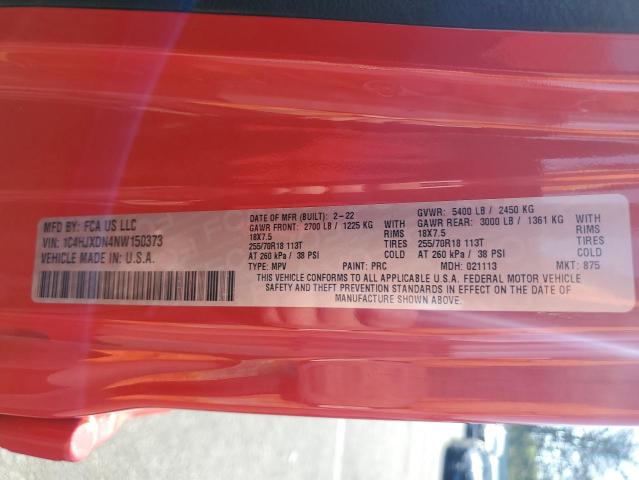 MFD BY: FCA US LLC
VIN: 1C4HJXDN4NW150373
VEHICLE MADE IN U.S.A.
DATE OF MFR (BUILT): 2-22 GVWR: 5400 LB / 2450 KG
GAWR FRONT: 2700 LB / 1225 KG WITH GAWR REAR: 3000 LB / 1361 KG WITH
18X7.5 RIMS 18X7.5 RIMS
255/70R18 113T TIRES 255/70R18 113T TIRES
AT 260 kPa / 38 PSI COLD AT 260 kPa / 38 PSI COLD
TYPE: MPV PAINT: PRC MDH: 021113 MKT: 875
THIS VEHICLE CONFORMS TO ALL APPLICABLE U.S.A. FEDERAL MOTOR VEHICLE
SAFETY AND THEFT PREVENTION STANDARDS IN EFFECT ON THE DATE OF
MANUFACTURE SHOWN ABOVE.